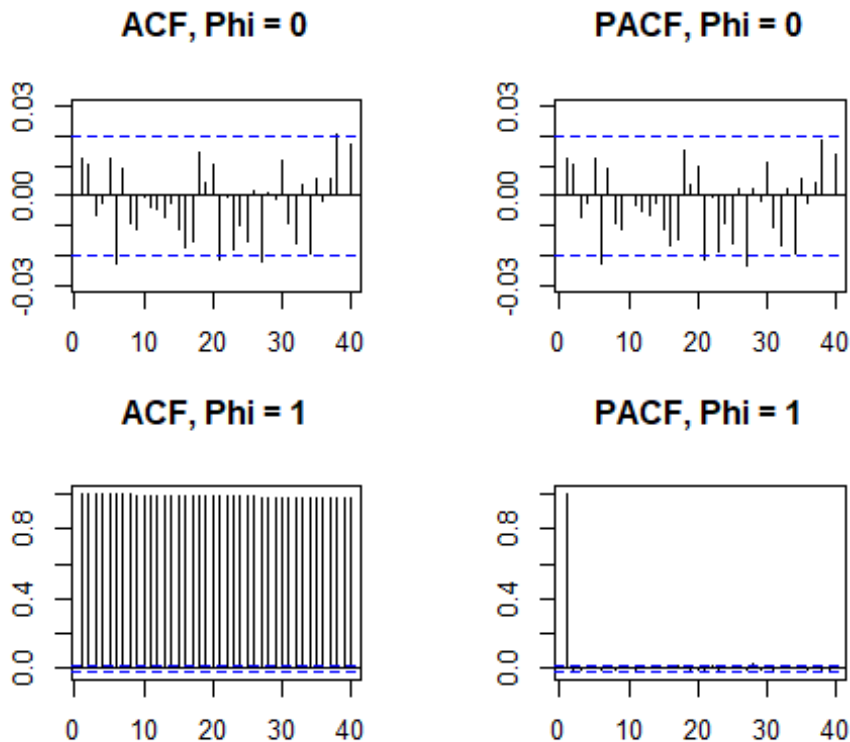 ACF, Phi = 0
0.03
0.00
-0.03
0 10 20 30 40
PACF, Phi = 0
0.03
0.00
-0.03
0 10 20 30 40
ACF, Phi = 1
0.8
0.4
0.0
0 10 20 30 40
PACF, Phi = 1
0.8
0.4
0.0
0 10 20 30 40